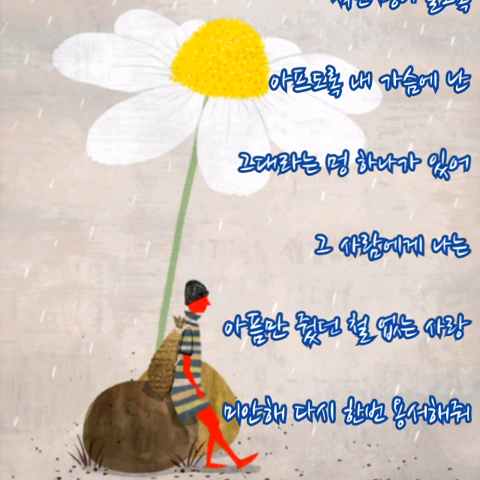 아프도록 내 가슴에 난
그대라는 멍 하나가 있어
그 사람에게 나는
아픔만 줬던 철 없는 사랑
미안해 다시 한번 용서해줘